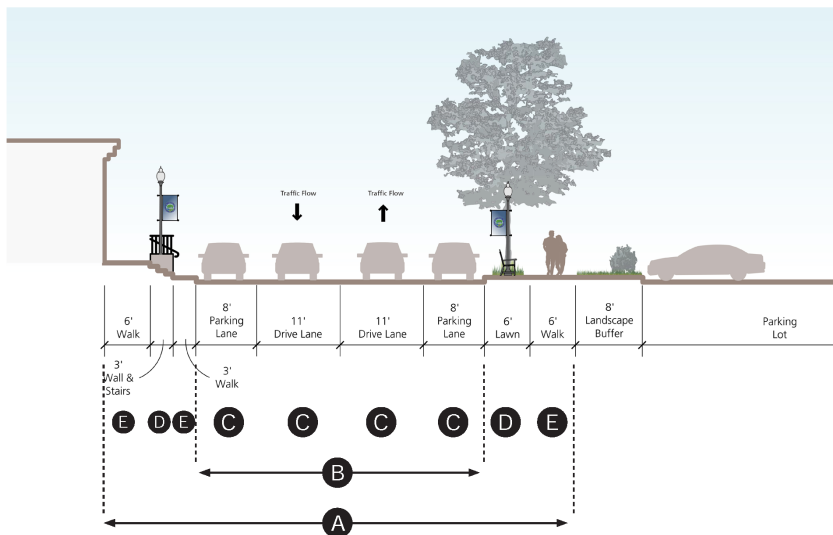 Traffic Flow
Traffic Flow
6'
Walk
8'
Parking
Lane
11'
Drive Lane
11'
Drive Lane
8'
Parking
Lane
6'
Lawn
6'
Walk
8'
Landscape
Buffer
Parking
Lot
3'
Wall &
Stairs
3'
Walk
E D E C C C C D E
B
A